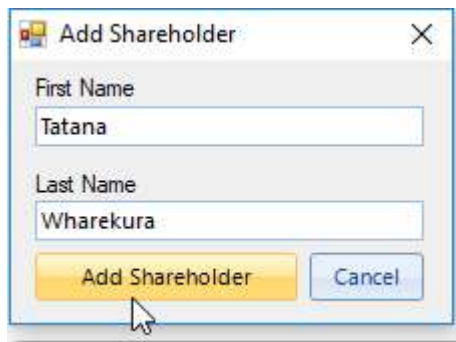 Add Shareholder
First Name
Tatana
Last Name
Wharekura
Add Shareholder Cancel